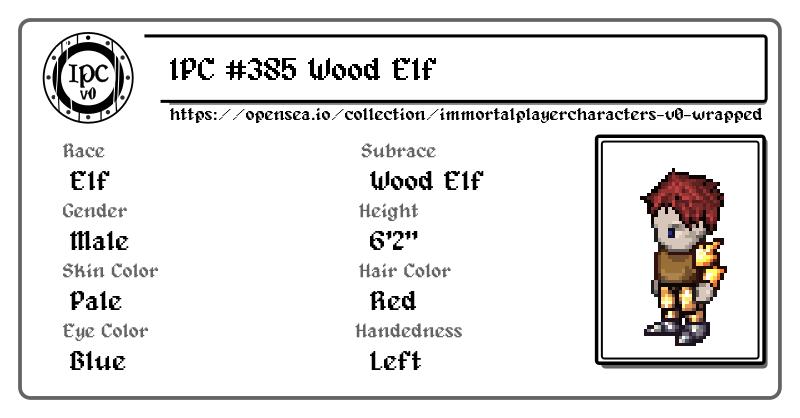 IPC
v0
IPC #385 Wood Elf
https://opensea.io/collection/immortalplayercharacters-v0-wrapped
Race
Elf
Subrace
Wood Elf
Gender
Male
Height
6'2"
Skin Color
Pale
Hair Color
Red
Eye Color
Blue
Handedness
Left